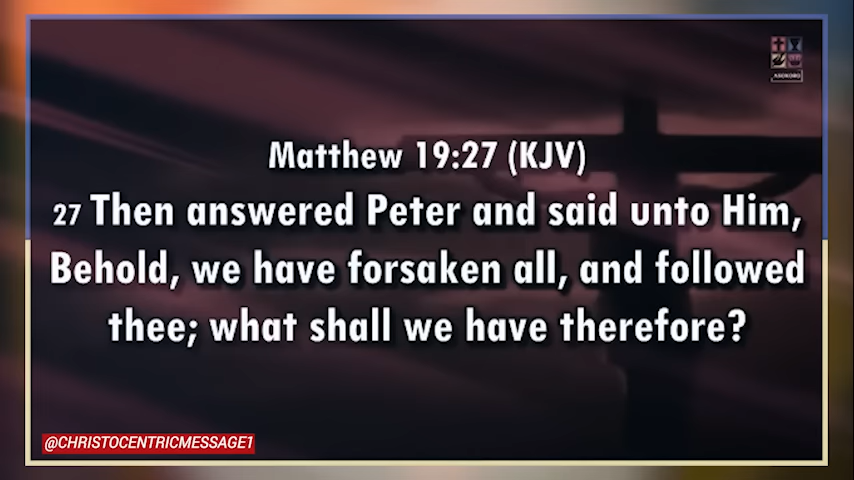 ASOKORO
Matthew 19:27 (KJV)
27 Then answered Peter and said unto Him,
Behold, we have forsaken all, and followed
thee; what shall we have therefore?
@CHRISTOCENTRICMESSAGE1